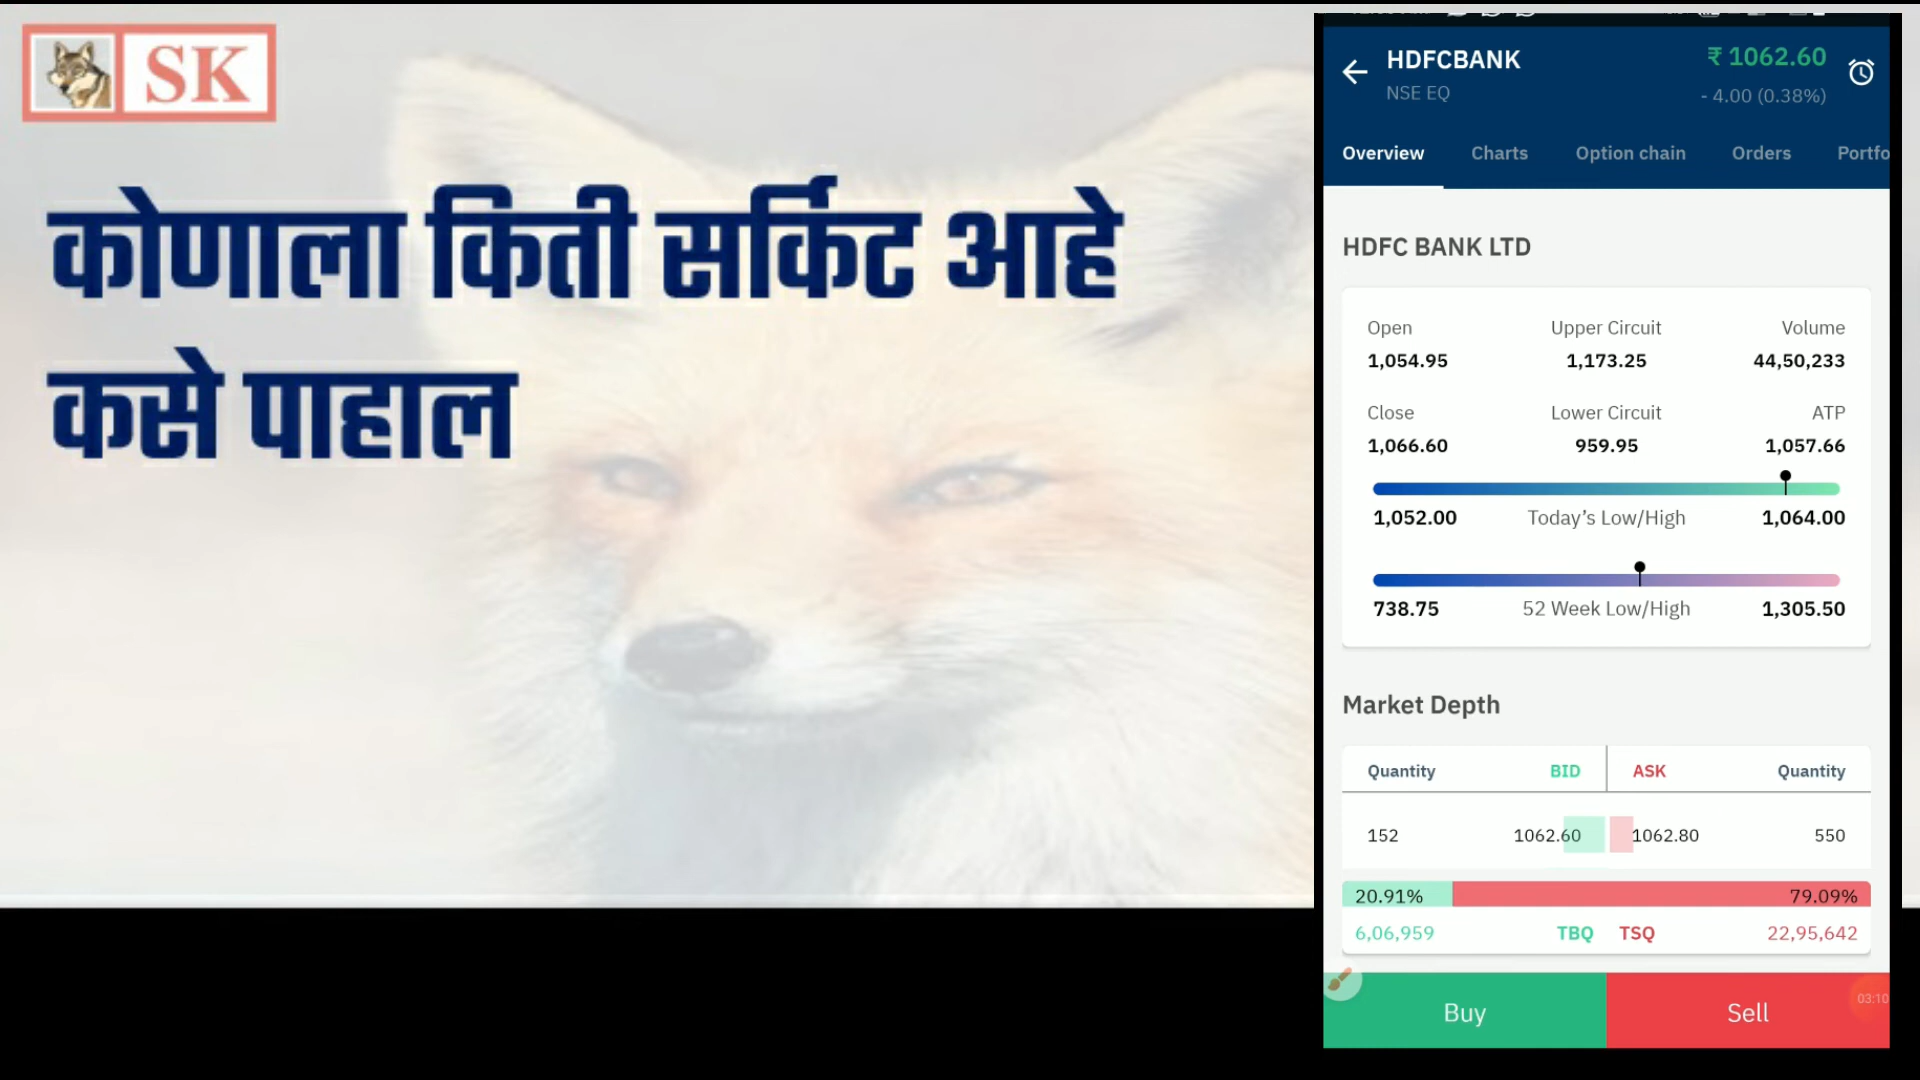 SK
कोणाला किती सर्किट आहे
कसे पाहाल
HDFCBANK
₹ 1062.60
NSE EQ
- 4.00 (0.38%)
Overview Charts Option chain Orders Portfo
HDFC BANK LTD
Open Upper Circuit Volume
1,054.95 1,173.25 44,50,233
Close Lower Circuit ATP
1,066.60 959.95 1,057.66
1,052.00 Today's Low/High 1,064.00
738.75 52 Week Low/High 1,305.50
Market Depth
Quantity BID ASK Quantity
152 1062.60 1062.80 550
20.91% 79.09%
6,06,959 TBQ TSQ 22,95,642
Buy Sell
03:10